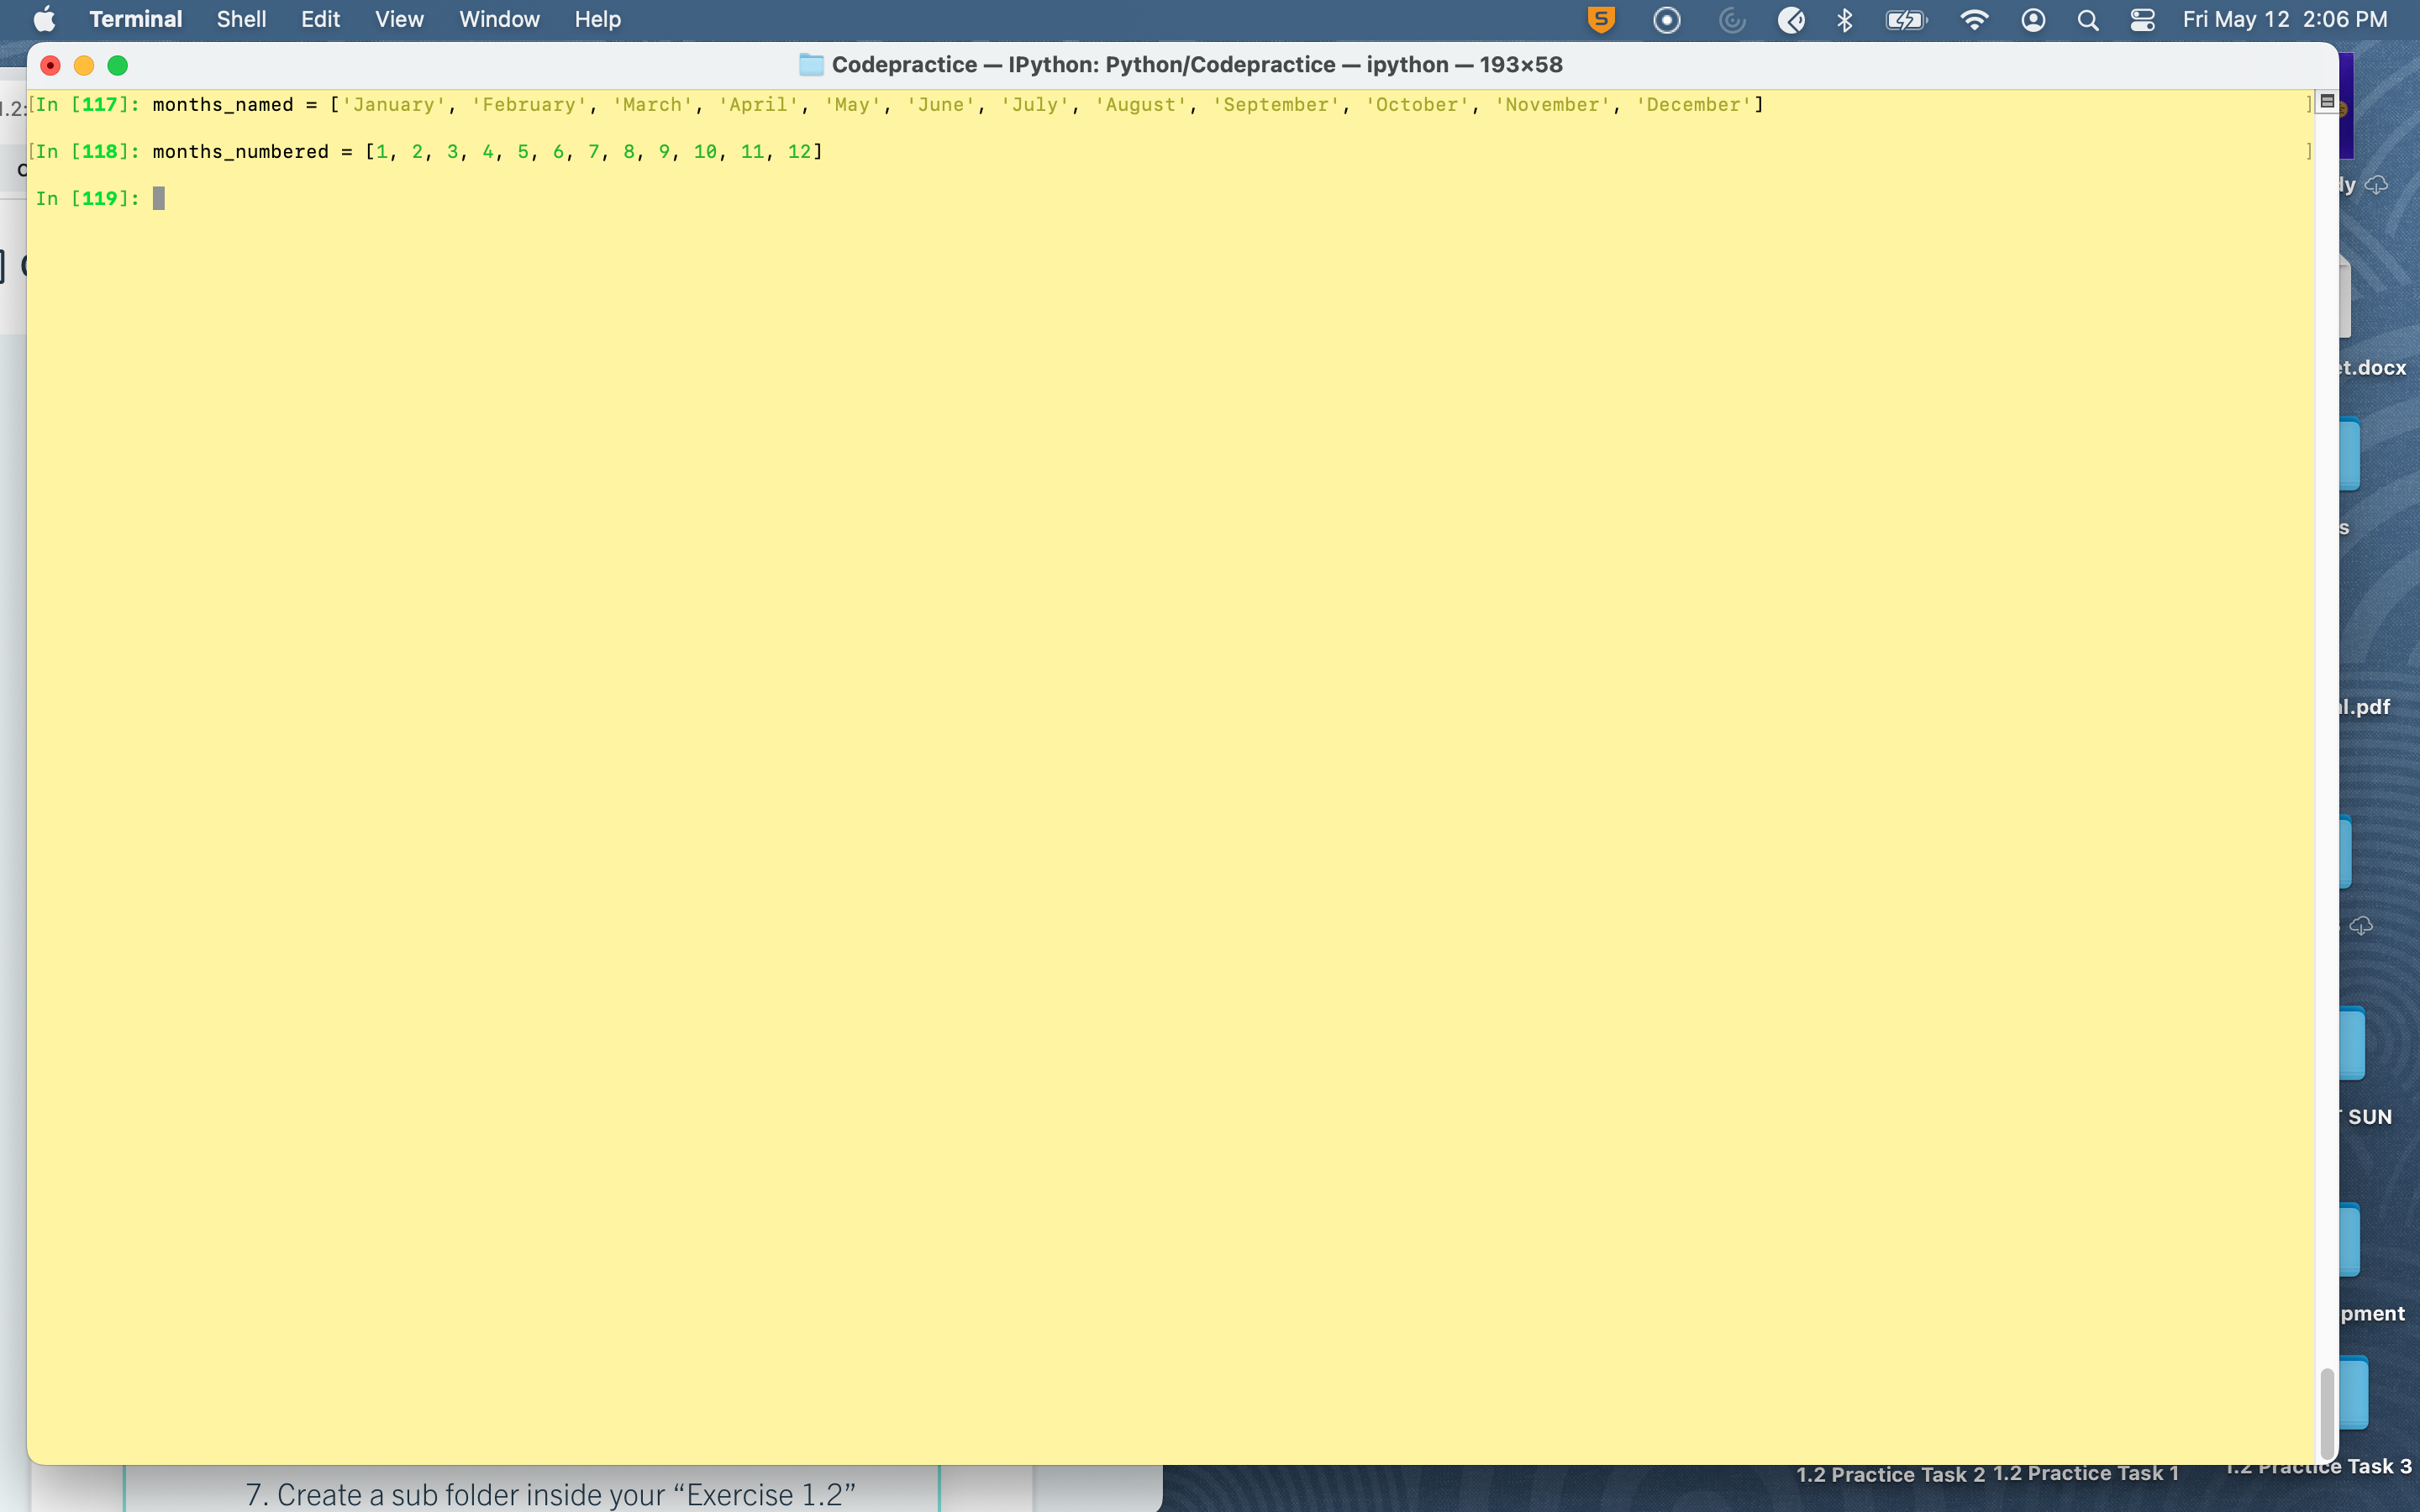 Terminal Shell Edit View Window Help Fri May 12 2:06 PM
Codepractice — IPython: Python/Codepractice — ipython — 193×58
[In [117]: months_named = ['January', 'February', 'March', 'April', 'May', 'June', 'July', 'August', 'September', 'October', 'November', 'December'] ]
[In [118]: months_numbered = [1, 2, 3, 4, 5, 6, 7, 8, 9, 10, 11, 12] ]
In [119]:
et.docx
s
al.pdf
SUN
pment
1.2 Practice Task 2 1.2 Practice Task 1 1.2 Practice Task 3
7. Create a sub folder inside your “Exercise 1.2”